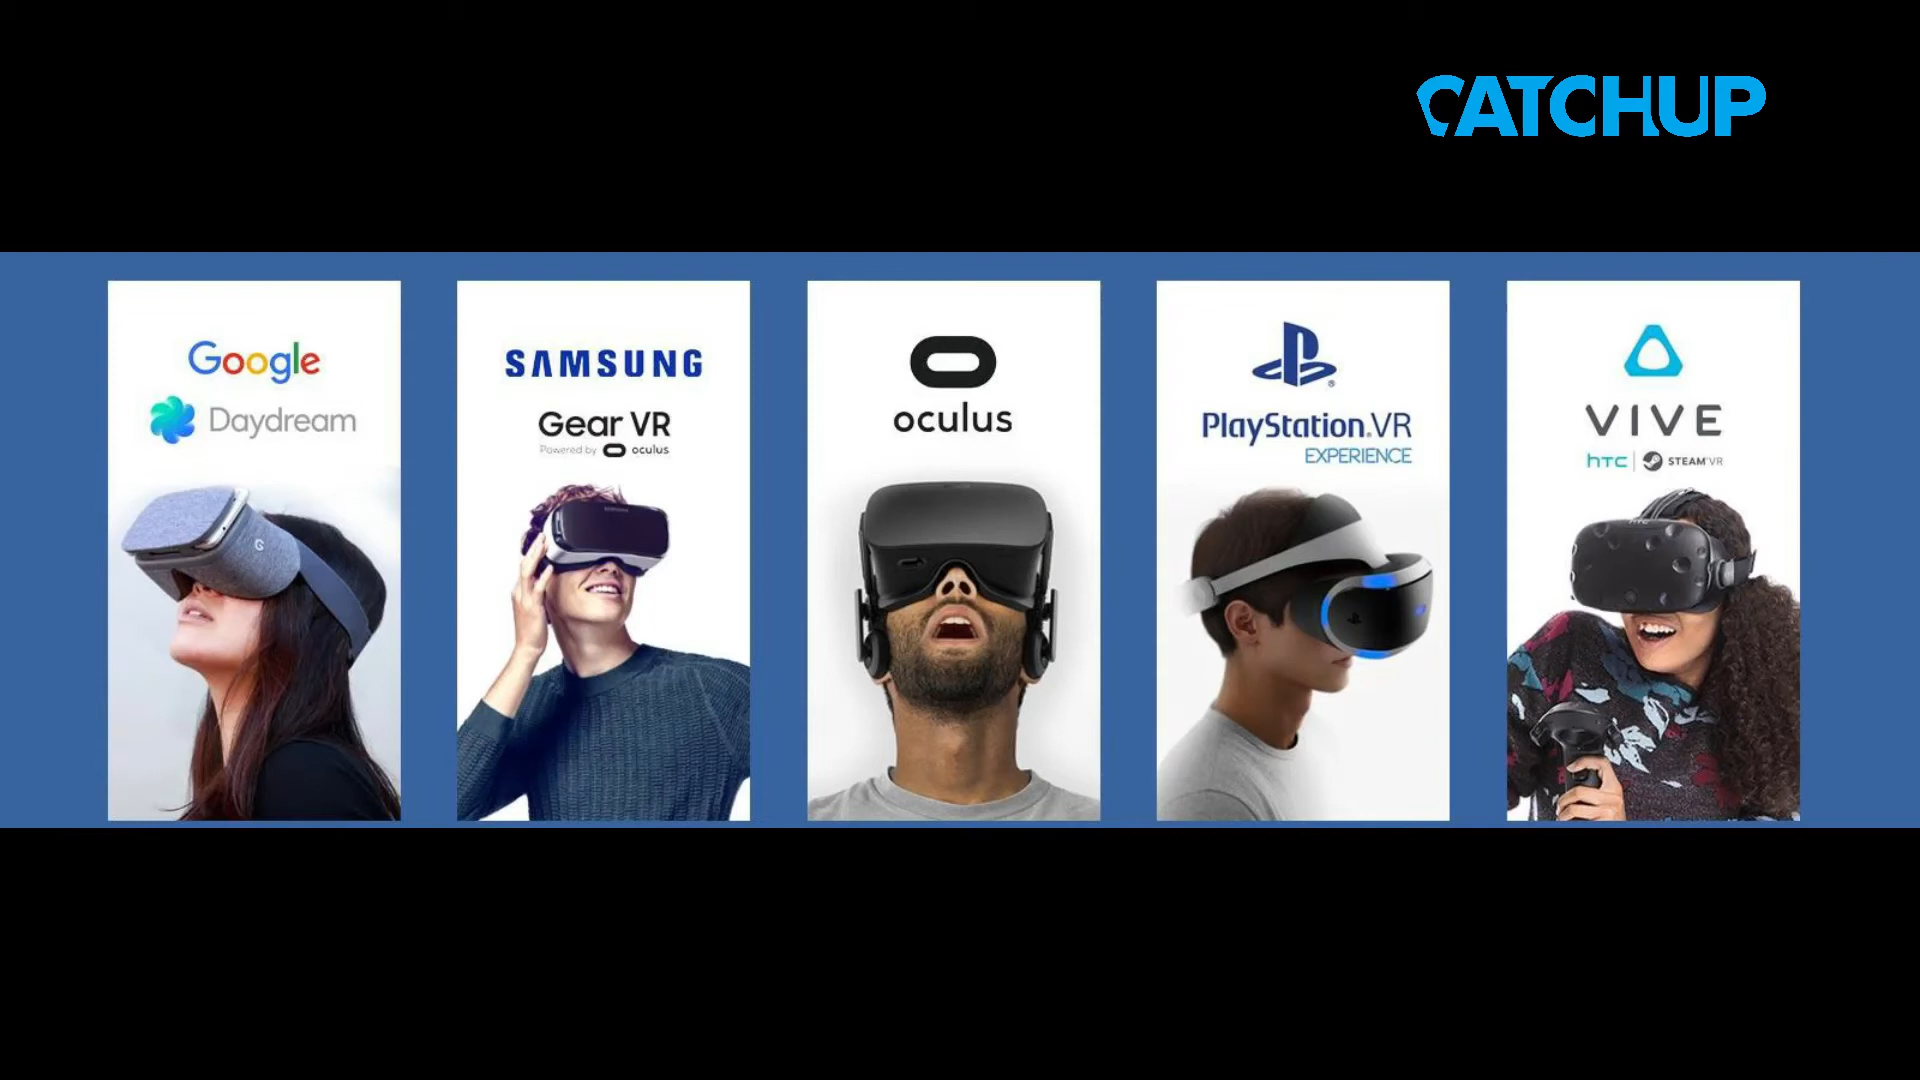 CATCHUP
Google
Daydream
SAMSUNG
Gear VR
Powered by oculus
oculus
PlayStation.VR
EXPERIENCE
VIVE
hTC | STEAM VR